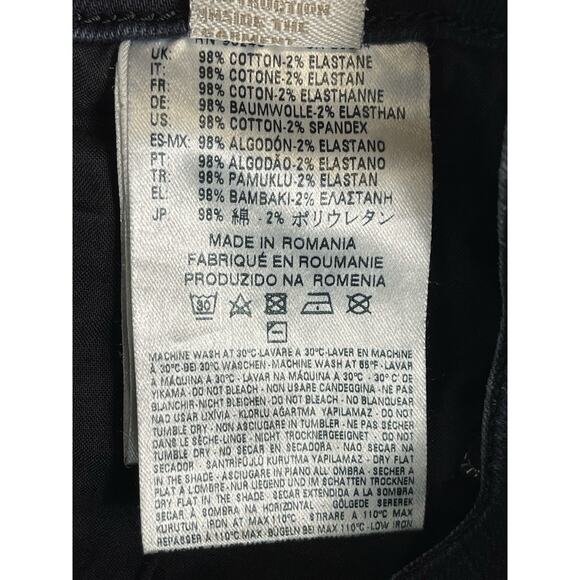 INSIDE THE
GARMENT
UK: 98% COTTON-2% ELASTANE
IT: 98% COTONE-2% ELASTAN
FR: 98% COTON-2% ELASTHANNE
DE: 98% BAUMWOLLE-2% ELASTHAN
US: 98% COTTON-2% SPANDEX
ES-MX: 98% ALGODÓN-2% ELASTANO
PT: 98% ALGODÃO-2% ELASTANO
TR: 98% PAMUKLU-2% ELASTAN
EL: 98% BAMBAKI-2% ΕΛΑΣΤΑΝΗ
JP: 98% 綿 - 2% ポリウレタン
MADE IN ROMANIA
FABRIQUÉ EN ROUMANIE
PRODUZIDO NA ROMENIA
30
MACHINE WASH AT 30°C-LAVARE A 30°C-LAVER EN MACHINE
À 30°C-BEI 30°C WASCHEN-MACHINE WASH AT 85°F-LAVAR
A MÁQUINA A 30°C - LAVAR NA MÁQUINA A 30°C - 30° C' DE
YIKAMA - DO NOT BLEACH - NON USARE CANDEGGINA - NE PAS
BLANCHIR-NICHT BLEICHEN - DO NOT BLEACH - NO BLANQUEAR
NAO USAR LIXÍVIA - KLORLU AĞARTMA YAPILAMAZ - DO NOT
TUMBLE DRY - NON ASCIUGARE IN TUMBLER - NE PAS SÉCHER
DANS LE SÈCHE-LINGE - NICHT TROCKNERGEEIGNET - DO NOT
TUMBLE DRY - NO SECAR EN SECADORA - NAO SECAR NA
SECADOR - SANTRİFÜJLÜ KURUTMA YAPILAMAZ - DRY FLAT
IN THE SHADE - ASCIUGARE IN PIANO ALL OMBRA - SÉCHER À
PLAT À L'OMBRE - NUR LIEGEND UND IM SCHATTEN TROCKNEN
DRY FLAT IN THE SHADE - SECAR EXTENDIDA A LA SOMBRA
SECAR À SOMBRA NA HORIZONTAL GÖLGEDE SEREREK
KURUTUN - IRON AT MAX 110°C STIRARE A 110°C MAX
REPASSER À 110°C MAX - BÜGELN BEI MAX 110°C - LOW IRON